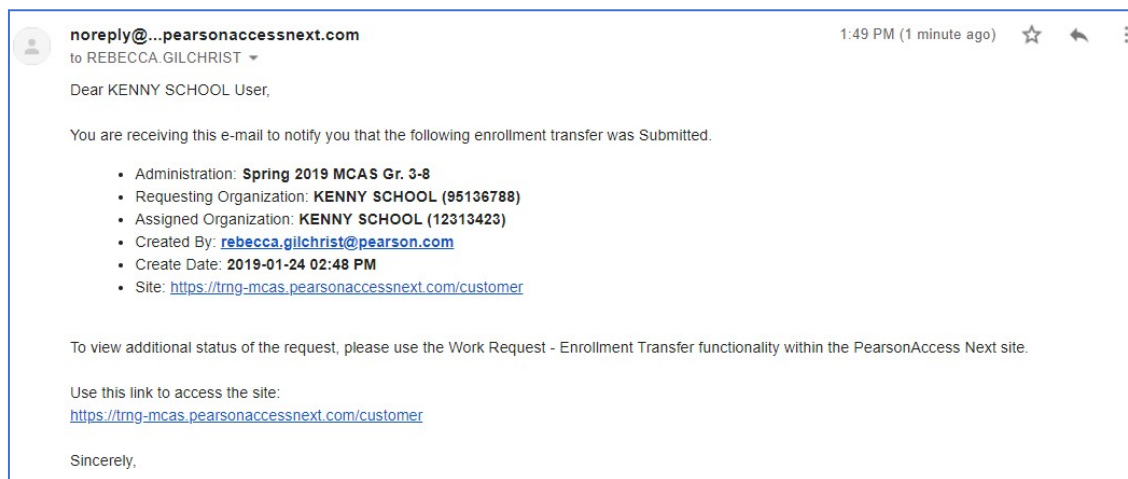 noreply@...pearsonaccessnext.com
1:49 PM (1 minute ago)
to REBECCA.GILCHRIST
Dear KENNY SCHOOL User,
You are receiving this e-mail to notify you that the following enrollment transfer was Submitted.
• Administration: Spring 2019 MCAS Gr. 3-8
• Requesting Organization: KENNY SCHOOL (95136788)
• Assigned Organization: KENNY SCHOOL (12313423)
• Created By: rebecca.gilchrist@pearson.com
• Create Date: 2019-01-24 02:48 PM
• Site: https://trng-mcas.pearsonaccessnext.com/customer
To view additional status of the request, please use the Work Request - Enrollment Transfer functionality within the PearsonAccess Next site.
Use this link to access the site:
https://trng-mcas.pearsonaccessnext.com/customer
Sincerely,